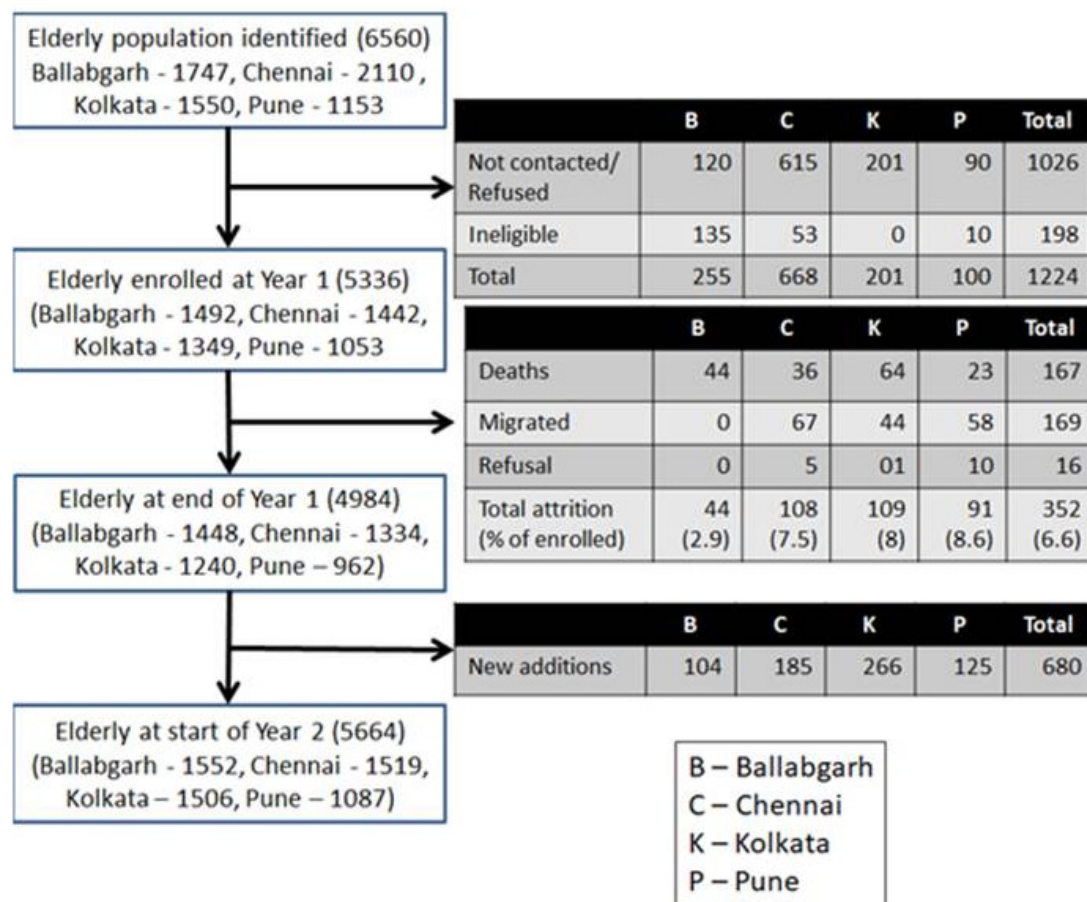 Elderly population identified (6560)
Ballabgarh - 1747, Chennai - 2110 ,
Kolkata - 1550, Pune - 1153
B C K P Total
Not contacted/ 120 615 201 90 1026
Refused
Ineligible 135 53 0 10 198
Total 255 668 201 100 1224
Elderly enrolled at Year 1 (5336)
(Ballabgarh - 1492, Chennai - 1442,
Kolkata - 1349, Pune - 1053
B C K P Total
Deaths 44 36 64 23 167
Migrated 0 67 44 58 169
Refusal 0 5 01 10 16
Total attrition 44 108 109 91 352
(% of enrolled) (2.9) (7.5) (8) (8.6) (6.6)
Elderly at end of Year 1 (4984)
(Ballabgarh - 1448, Chennai - 1334,
Kolkata - 1240, Pune – 962)
B C K P Total
New additions 104 185 266 125 680
Elderly at start of Year 2 (5664)
(Ballabgarh - 1552, Chennai - 1519,
Kolkata – 1506, Pune – 1087)
B – Ballabgarh
C – Chennai
K – Kolkata
P – Pune